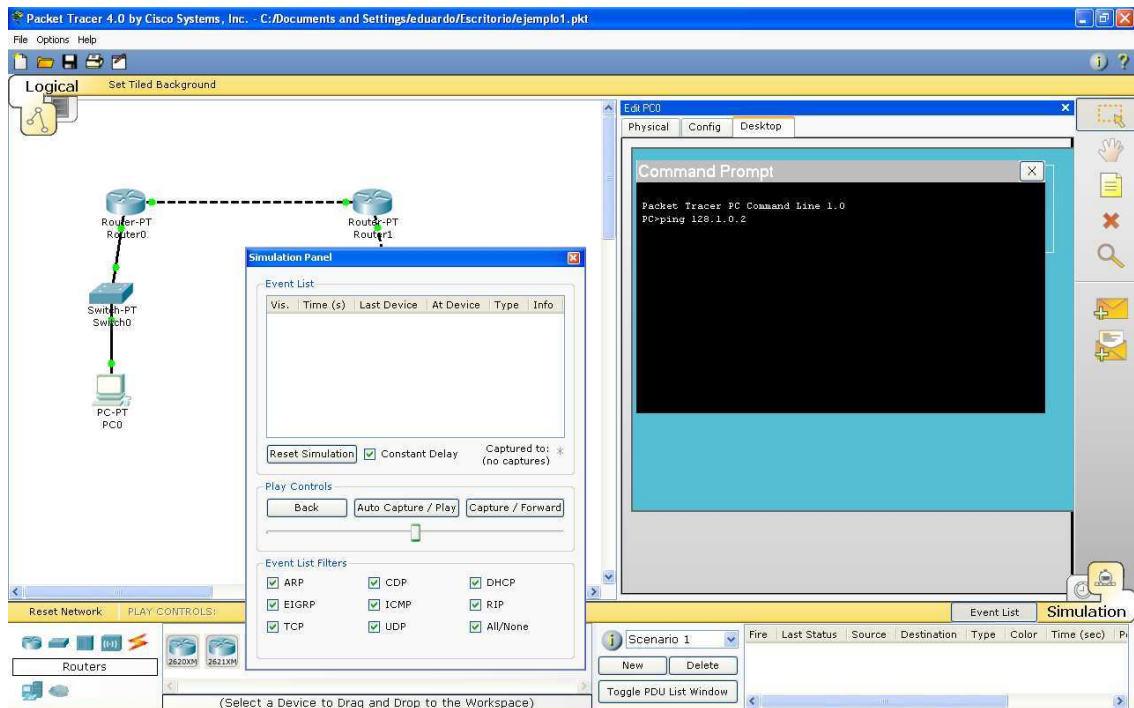 Packet Tracer 4.0 by Cisco Systems, Inc. - C:/Documents and Settings/eduardo/Escritorio/ejemplo1.pkt
File Options Help
Logical
Set Tiled Background
Router-PT
Router0
Router-PT
Router1
Switch-PT
Switch0
PC-PT
PC0
Simulation Panel
Event List
Vis. Time (s) Last Device At Device Type Info
Reset Simulation
Constant Delay
Captured to:
(no captures)
*
Play Controls
Back
Auto Capture / Play
Capture / Forward
Event List Filters
ARP CDP DHCP
EIGRP ICMP RIP
TCP UDP All/None
Edit PC0
Physical Config Desktop
Command Prompt
Packet Tracer PC Command Line 1.0
PC>ping 128.1.0.2
Reset Network PLAY CONTROLS:
Event List
Simulation
Routers
2620XM 2621XM
(Select a Device to Drag and Drop to the Workspace)
Scenario 1
New Delete
Toggle PDU List Window
Fire Last Status Source Destination Type Color Time (sec)